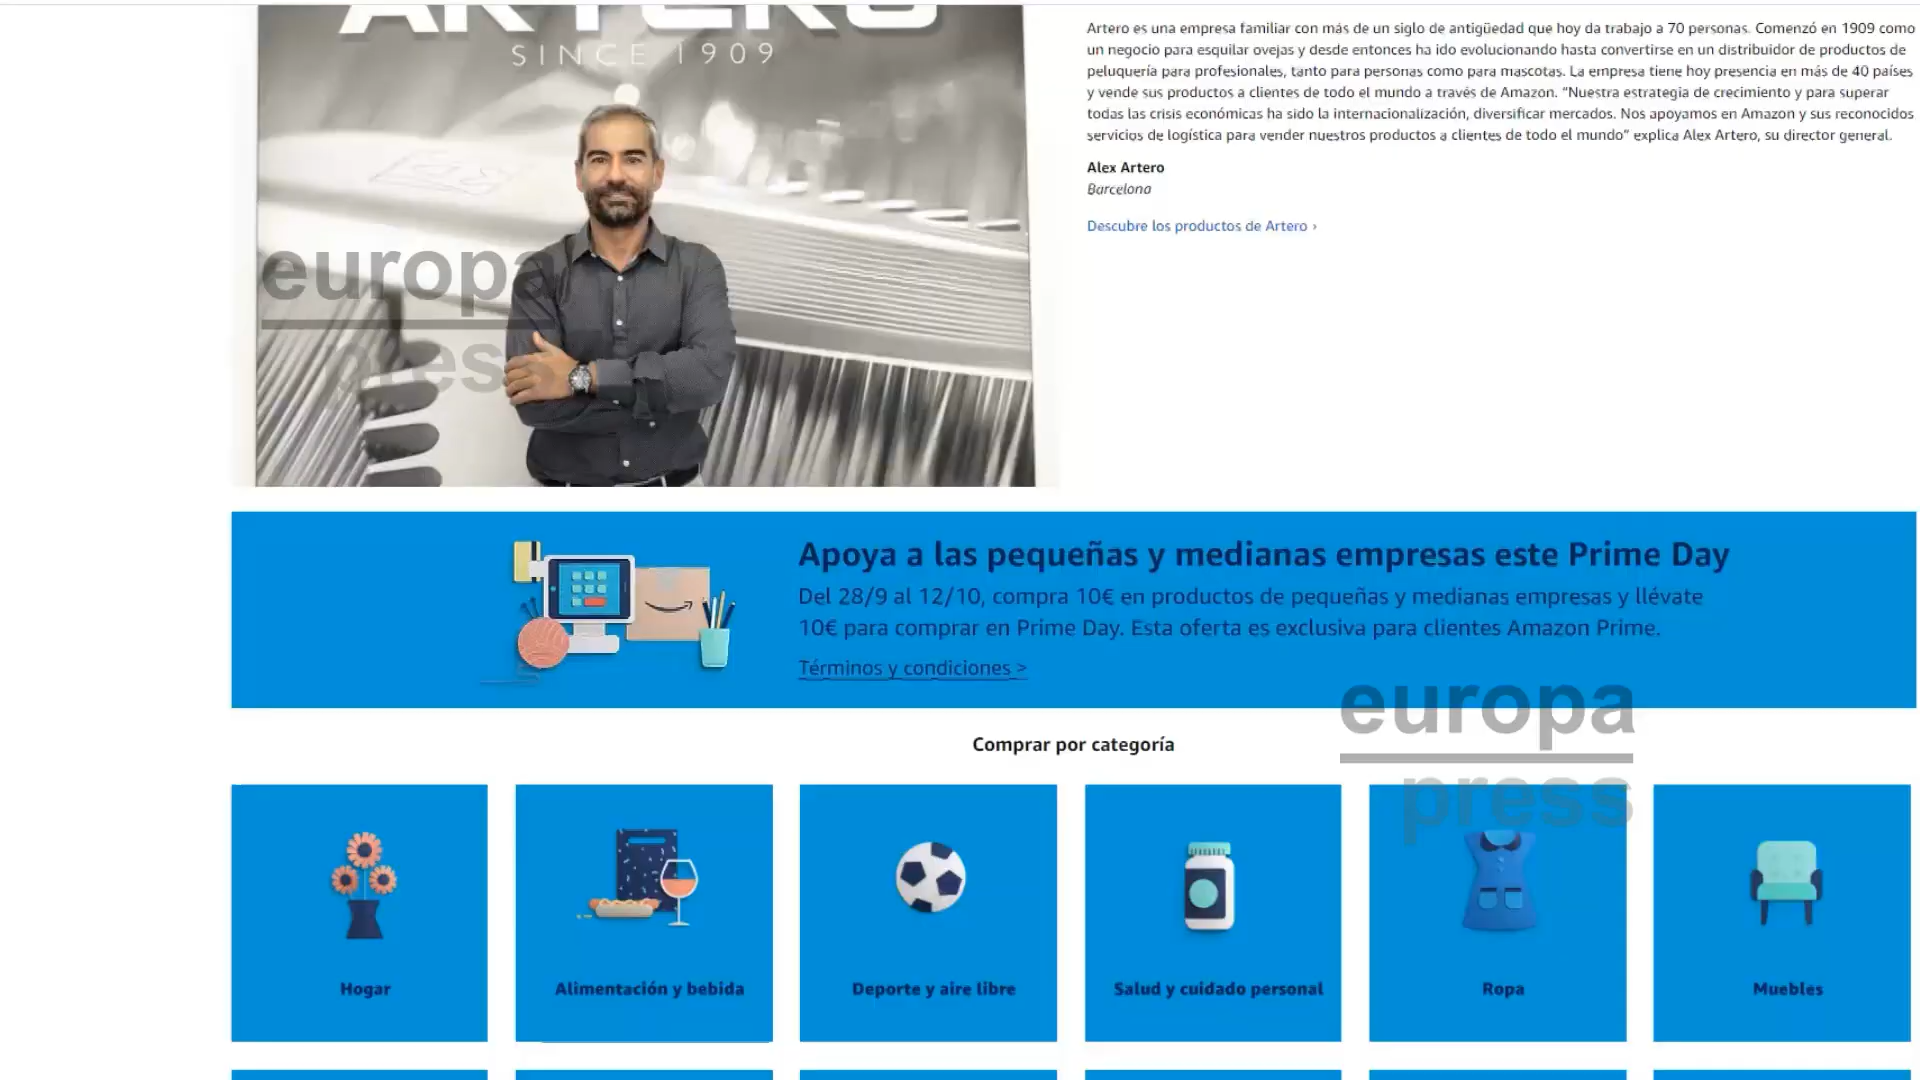 ARTERO
SINCE 1909
Artero es una empresa familiar con más de un siglo de antigüedad que hoy da trabajo a 70 personas. Comenzó en 1909 como
un negocio para esquilar ovejas y desde entonces ha ido evolucionando hasta convertirse en un distribuidor de productos de
peluquería para profesionales, tanto para personas como para mascotas. La empresa tiene hoy presencia en más de 40 países
y vende sus productos a clientes de todo el mundo a través de Amazon. “Nuestra estrategia de crecimiento y para superar
todas las crisis económicas ha sido la internacionalización, diversificar mercados. Nos apoyamos en Amazon y sus reconocidos
servicios de logística para vender nuestros productos a clientes de todo el mundo” explica Alex Artero, su director general.
Alex Artero
Barcelona
Descubre los productos de Artero ›
europa
press
Apoya a las pequeñas y medianas empresas este Prime Day
Del 28/9 al 12/10, compra 10€ en productos de pequeñas y medianas empresas y llévate
10€ para comprar en Prime Day. Esta oferta es exclusiva para clientes Amazon Prime.
Términos y condiciones >
europa
press
Comprar por categoría
Hogar
Alimentación y bebida
Deporte y aire libre
Salud y cuidado personal
Ropa
Muebles